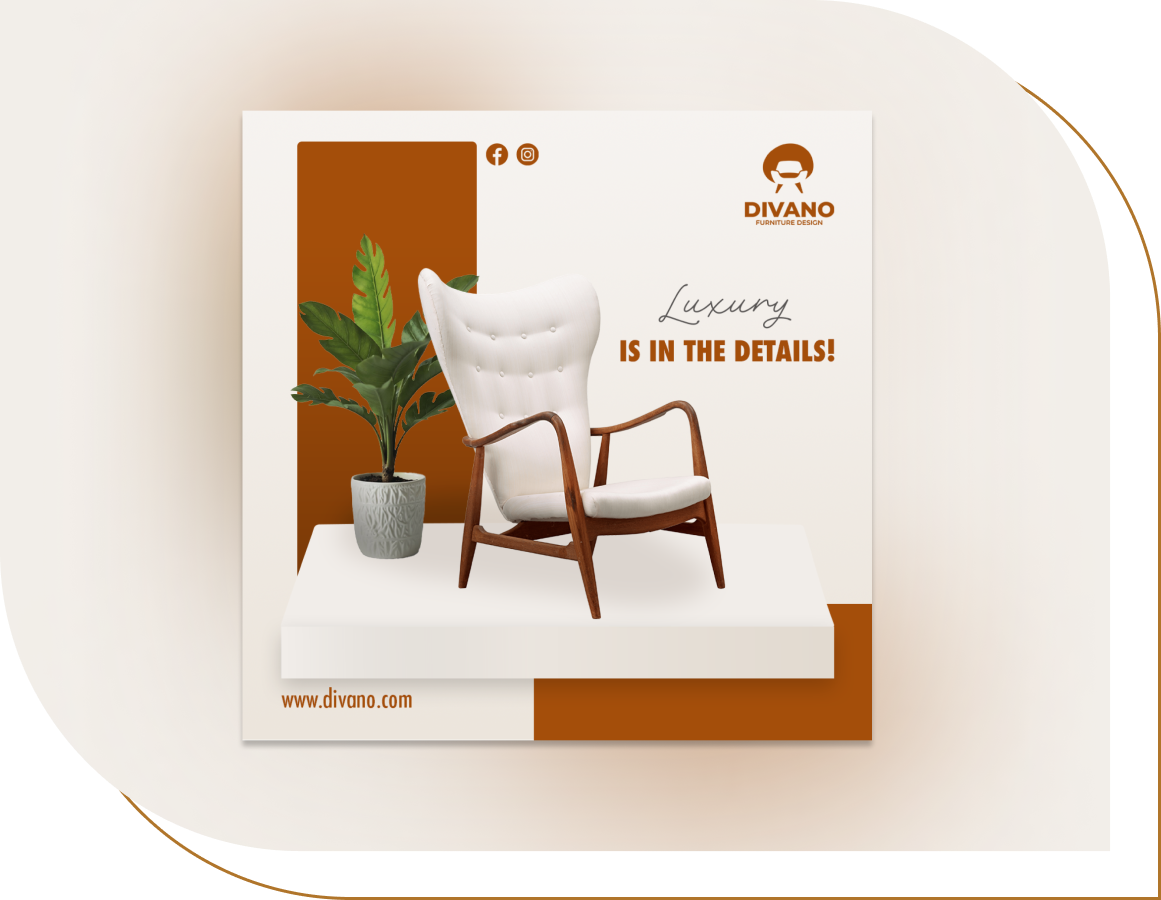 DIVANO
FURNITURE DESIGN
Luxury
IS IN THE DETAILS!
www.divano.com